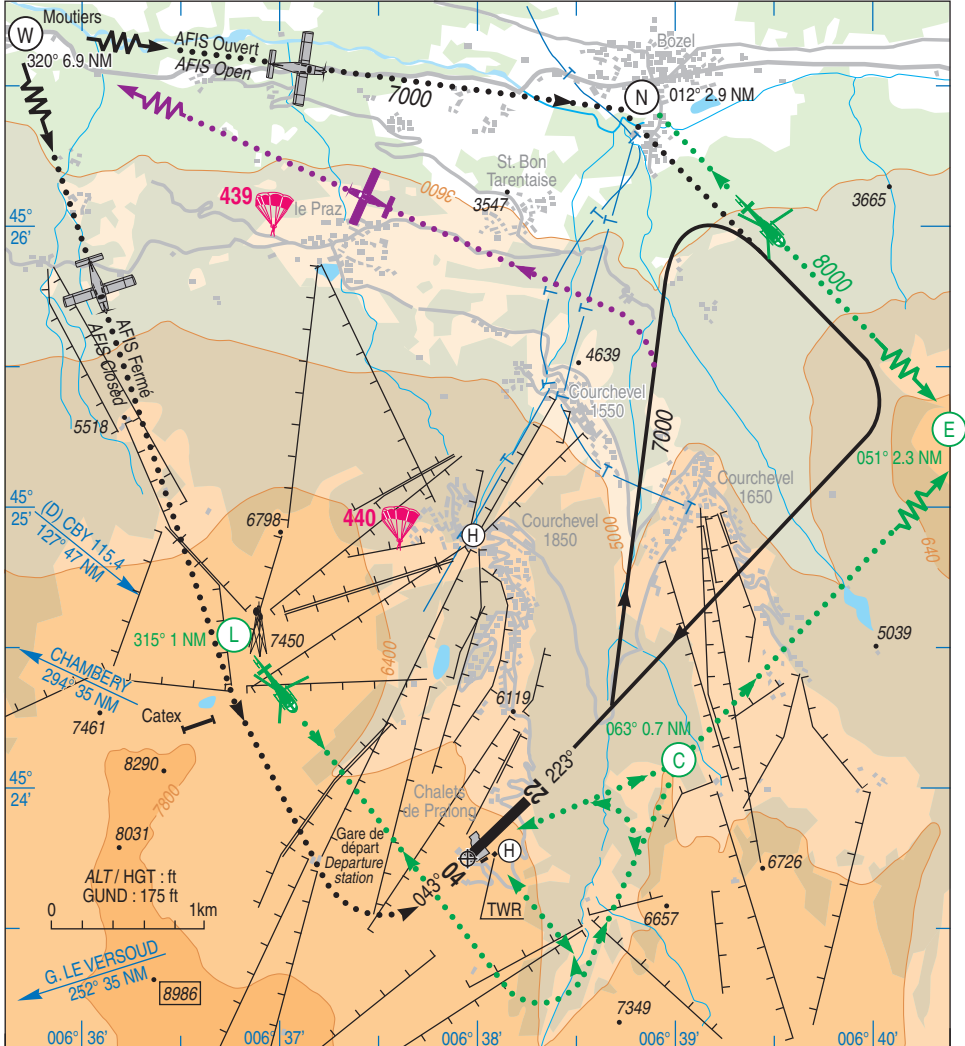 Moutiers
W
320° 6.9 NM
AFIS Ouvert
AFIS Open
7000
Bozel
N
012° 2.9 NM
St. Bon
Tarentaise
3547
3600
3665
439
le Praz
45°
26'
8000
AFIS Fermé
AFIS Closed
4639
Courchevel
1550
7000
E
051° 2.3 NM
5518
45°
25'
(D) CBY 115.4
127° 47 NM
6798
440
H
Courchevel
1850
5000
Courchevel
1650
640
L
315° 1 NM
7450
6400
5039
CHAMBERY
294° 35 NM
7461
Catex
6119
063° 0.7 NM
C
45°
24'
8290
7800
8031
Chalets
de Pralong
22 223°
Gare de
départ
Departure
station
043° 04
H
TWR
6726
6657
ALT / HGT : ft
GUND : 175 ft
0 1km
G. LE VERSOUD
252° 35 NM
8986
7349
006° 36'
006° 37'
006° 38'
006° 39'
006° 40'